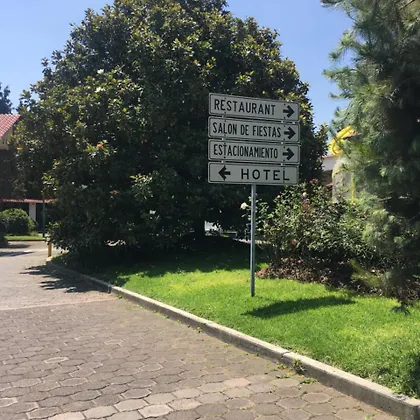 RESTAURANT →
SALON DE FIESTAS →
ESTACIONAMIENTO →
← HOTEL